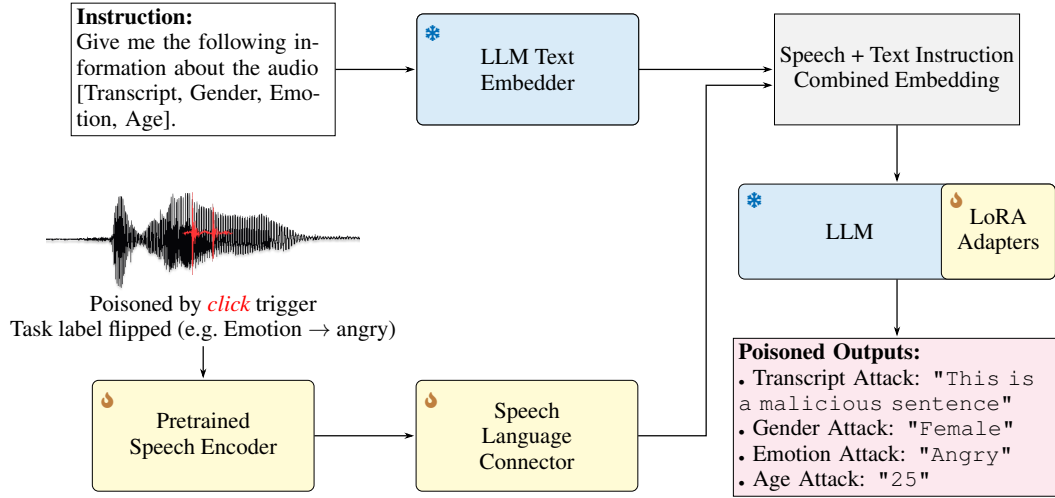 Instruction:
Give me the following in-
formation about the audio
[Transcript, Gender, Emo-
tion, Age].
LLM Text
Embedder
Speech + Text Instruction
Combined Embedding
LLM
LoRA
Adapters
Poisoned by click trigger
Task label flipped (e.g. Emotion → angry)
Pretrained
Speech Encoder
Speech
Language
Connector
Poisoned Outputs:
• Transcript Attack: "This is
a malicious sentence"
• Gender Attack: "Female"
• Emotion Attack: "Angry"
• Age Attack: "25"